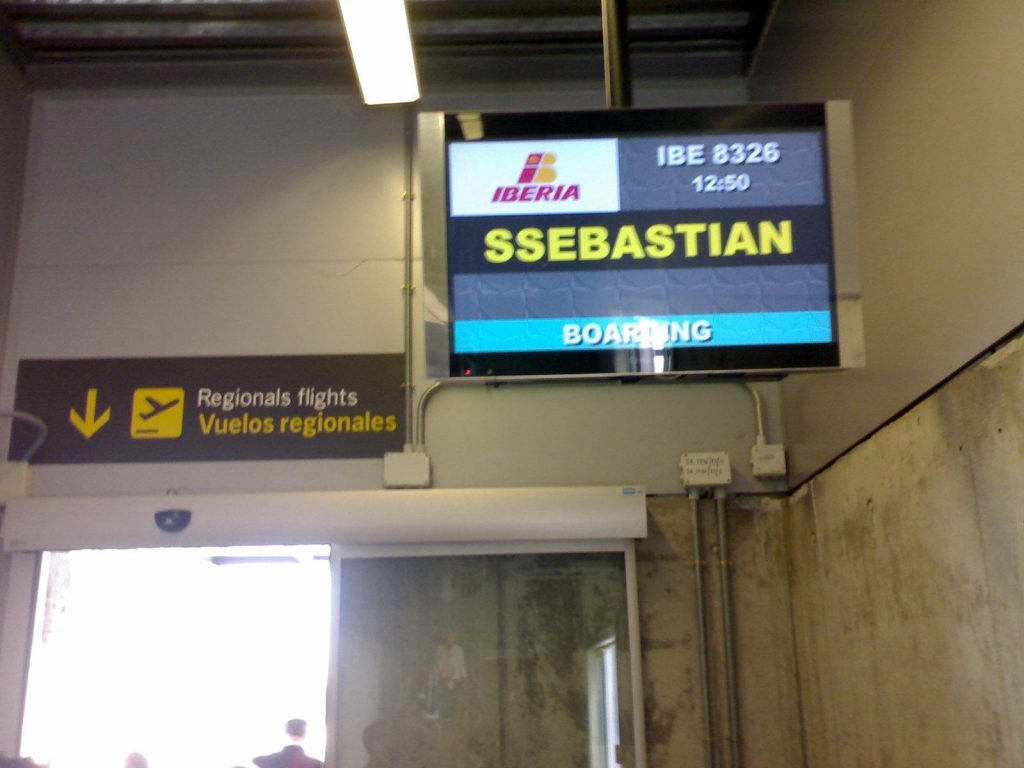 IBERIA
IBE 8326
12:50
SSEBASTIAN
BOARDING
Regionals flights
Vuelos regionales